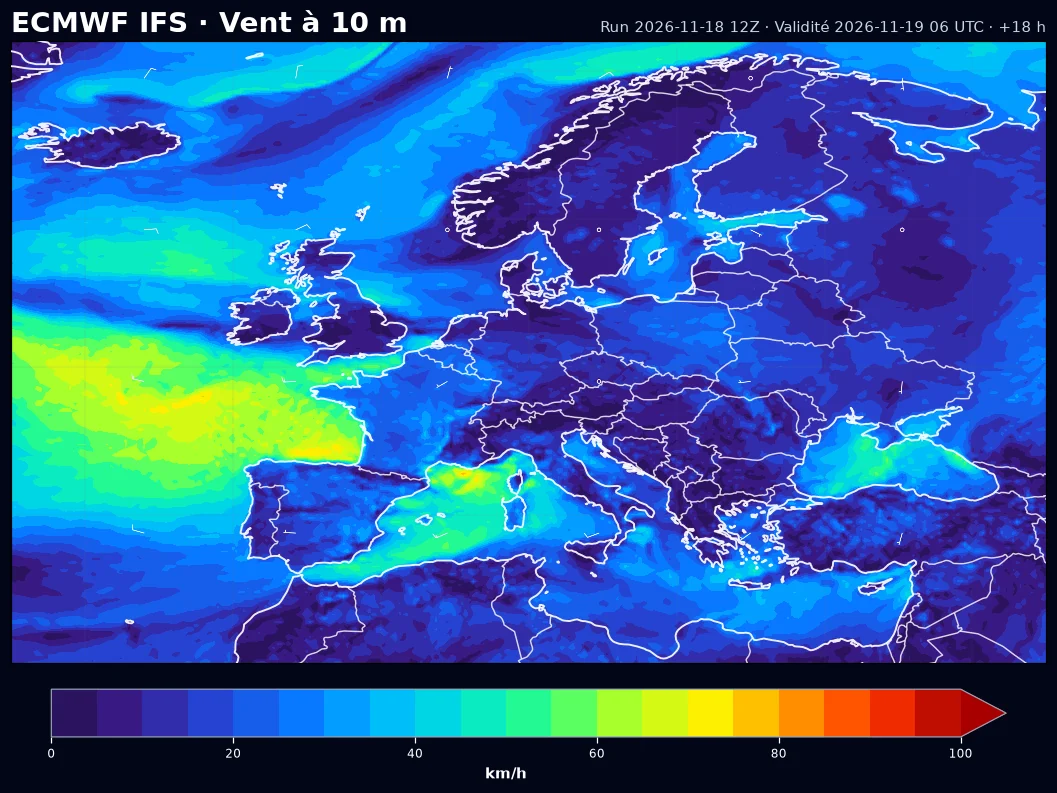 ECMWF IFS · Vent à 10 m
Run 2026-11-18 12Z · Validité 2026-11-19 06 UTC · +18 h
0 20 40 60 80 100
km/h